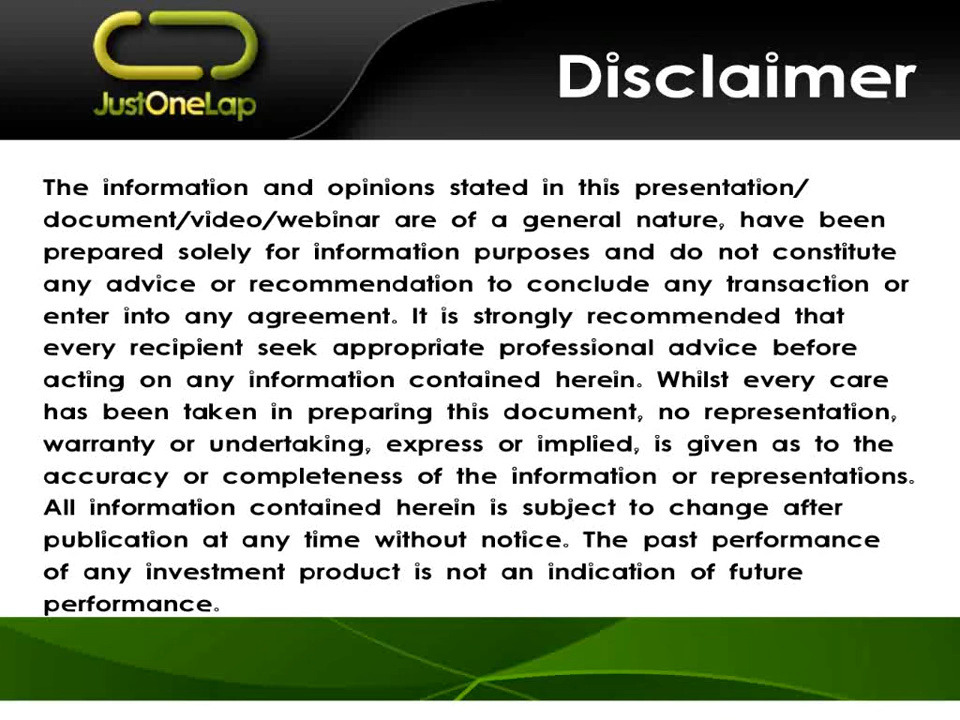 JustOneLap
Disclaimer
The information and opinions stated in this presentation/
document/video/webinar are of a general nature, have been
prepared solely for information purposes and do not constitute
any advice or recommendation to conclude any transaction or
enter into any agreement. It is strongly recommended that
every recipient seek appropriate professional advice before
acting on any information contained herein. Whilst every care
has been taken in preparing this document, no representation,
warranty or undertaking, express or implied, is given as to the
accuracy or completeness of the information or representations.
All information contained herein is subject to change after
publication at any time without notice. The past performance
of any investment product is not an indication of future
performance.